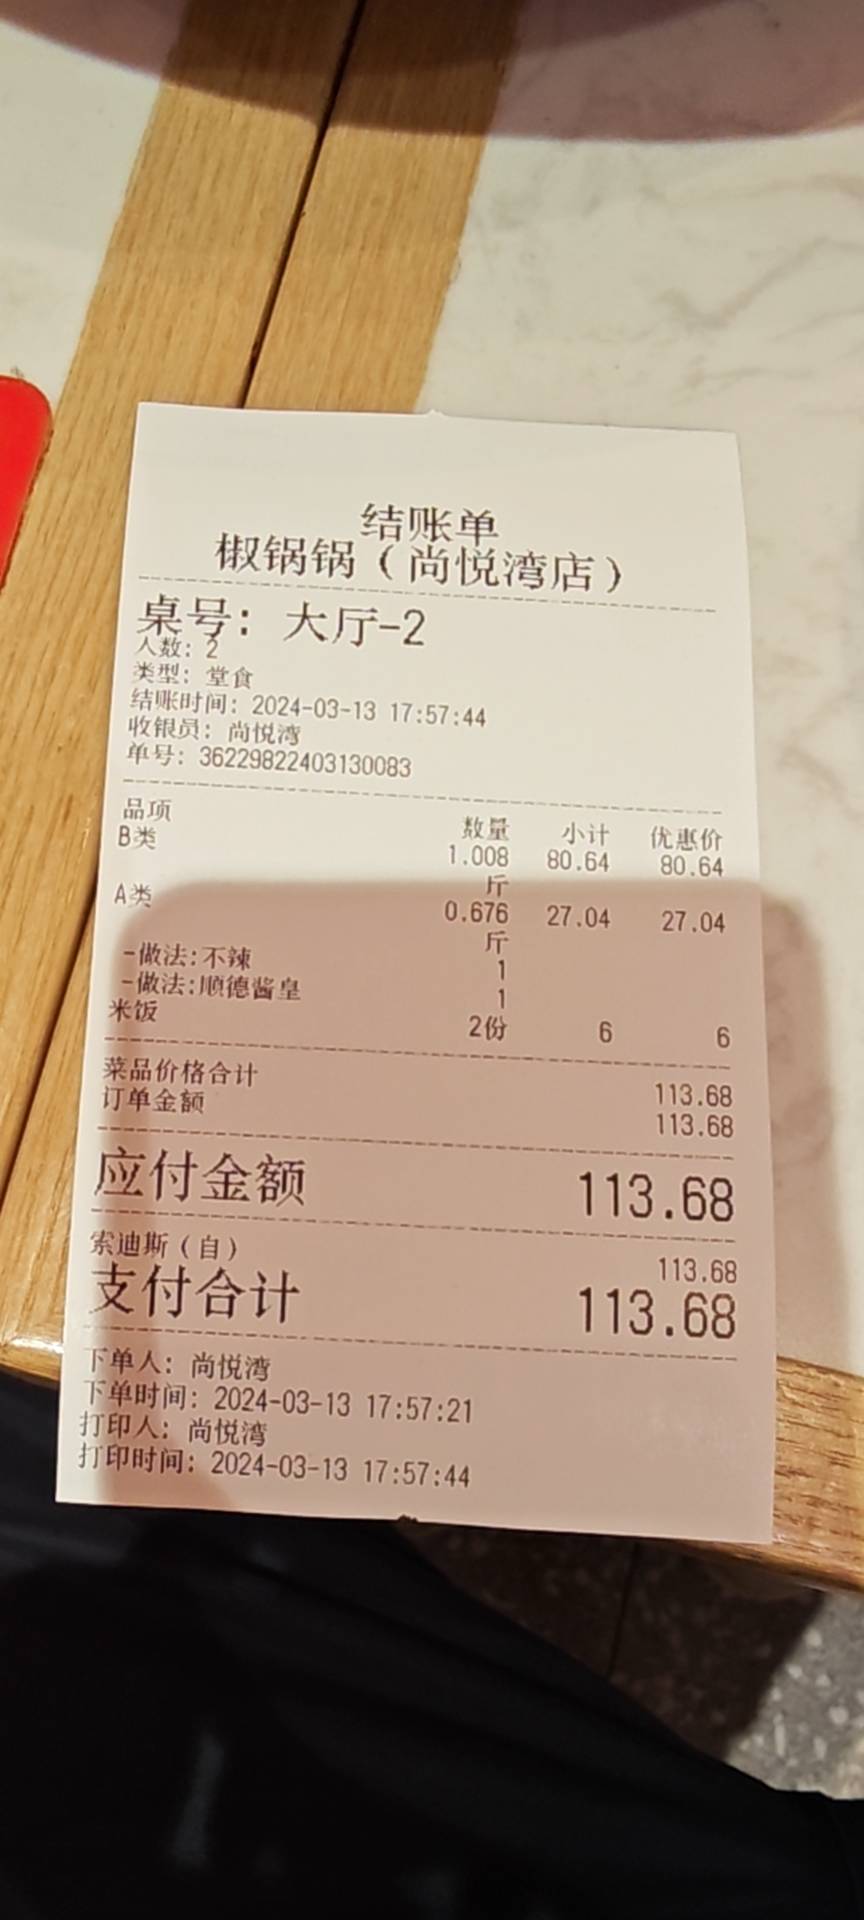 结账单
椒锅锅（尚悦湾店）
桌号: 大厅-2
人数: 2
类型: 堂食
结账时间: 2024-03-13 17:57:44
收银员: 尚悦湾
单号: 36229822403130083
品项 数量 小计 优惠价
B类 1.008 80.64 80.64
斤
A类 0.676 27.04 27.04
斤
-做法:不辣 1
-做法:顺德酱皇 1
米饭 2份 6 6
菜品价格合计 113.68
订单金额 113.68
应付金额 113.68
索迪斯（自） 113.68
支付合计 113.68
下单人: 尚悦湾
下单时间: 2024-03-13 17:57:21
打印人: 尚悦湾
打印时间: 2024-03-13 17:57:44